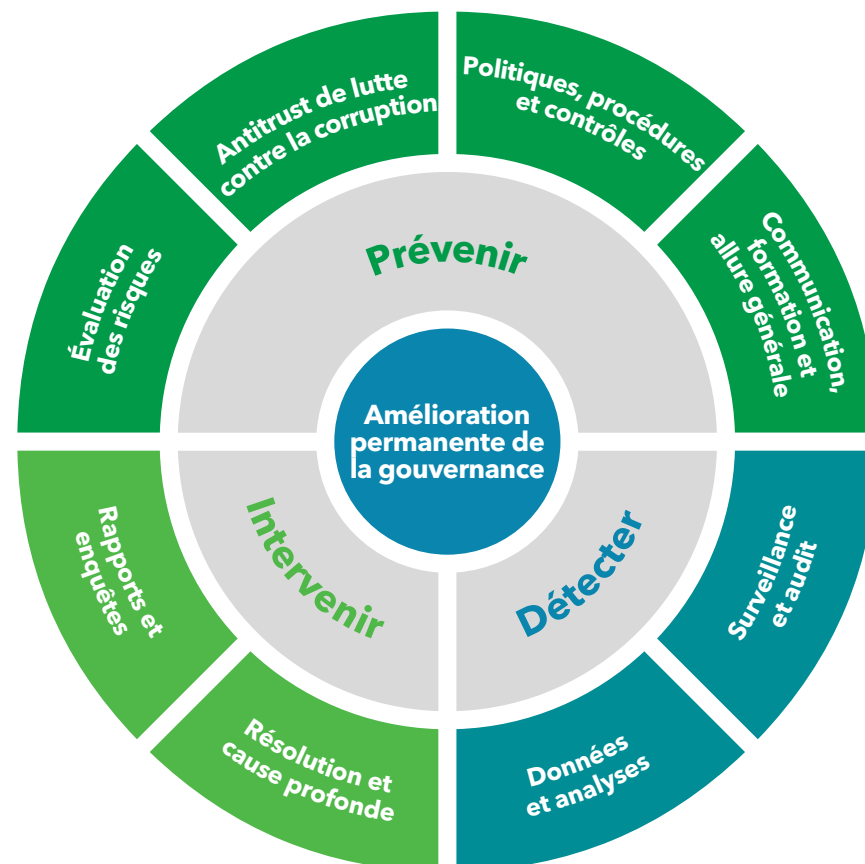 Antitrust de lutte
contre la corruption
Politiques, procédures
et contrôles
Communication,
formation et
allure générale
Évaluation
des risques
Prévenir
Amélioration
permanente de
la gouvernance
Intervenir
Détecter
Surveillance
et audit
Rapports et
enquêtes
Résolution et
cause profonde
Données
et analyses